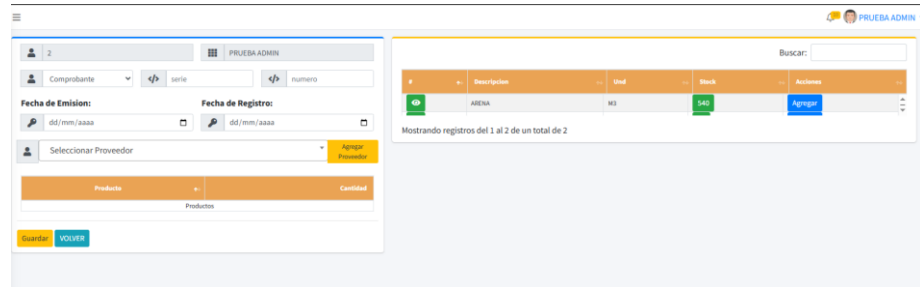 PRUEBA ADMIN
2
PRUEBA ADMIN
Comprobante
serie
numero
Fecha de Emision:
Fecha de Registro:
dd/mm/aaaa
dd/mm/aaaa
Seleccionar Proveedor
Agregar
Proveedor
Producto
Cantidad
Productos
Guardar
VOLVER
Buscar:
# Descripcion Und Stock Acciones
ARENA M3 540 Agregar
Mostrando registros del 1 al 2 de un total de 2